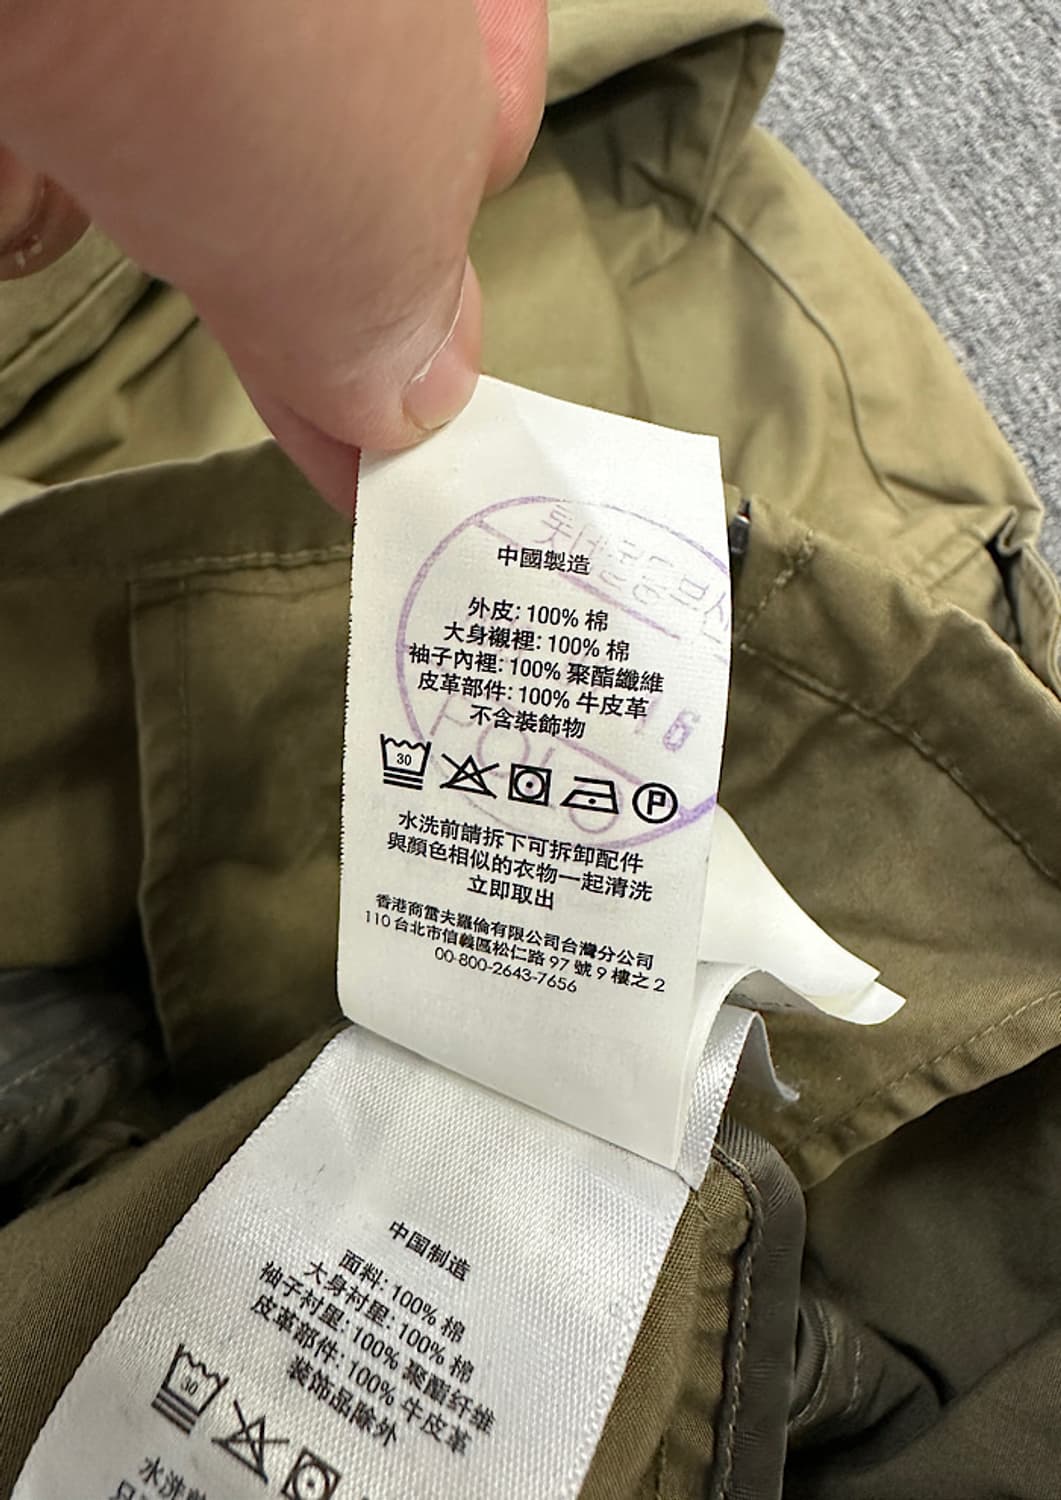 中國製造
外皮: 100% 棉
大身襯裡: 100% 棉
袖子內裡: 100% 聚酯纖維
皮革部件: 100% 牛皮革
不含裝飾物
30
P
水洗前請拆下可拆卸配件
與顏色相似的衣物一起清洗
立即取出
香港商雷夫羅倫有限公司台灣分公司
110 台北市信義區松仁路 97 號 9 樓之 2
00-800-2643-7656
POLO
中国制造
面料: 100% 棉
大身衬里: 100% 棉
袖子衬里: 100% 聚酯纤维
皮革部件: 100% 牛皮革
装饰品除外
30
水洗前